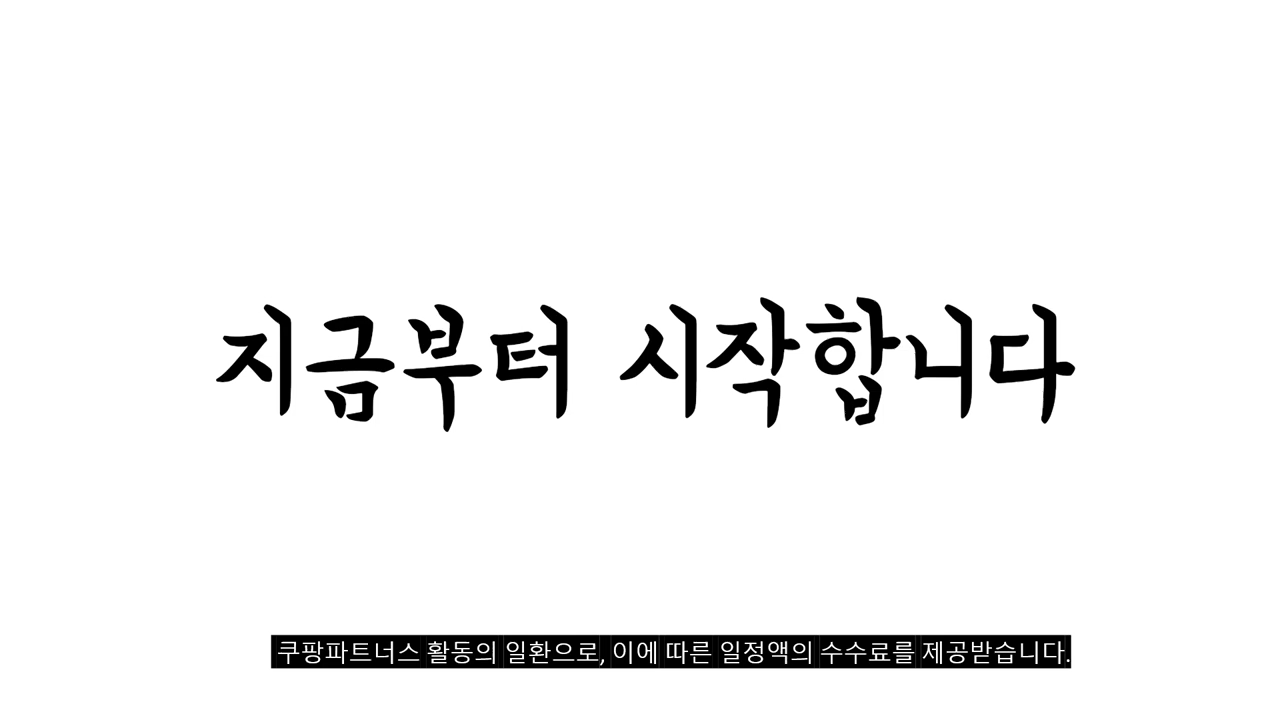 지금부터 시작합니다
쿠팡파트너스 활동의 일환으로, 이에 따른 일정액의 수수료를 제공받습니다.